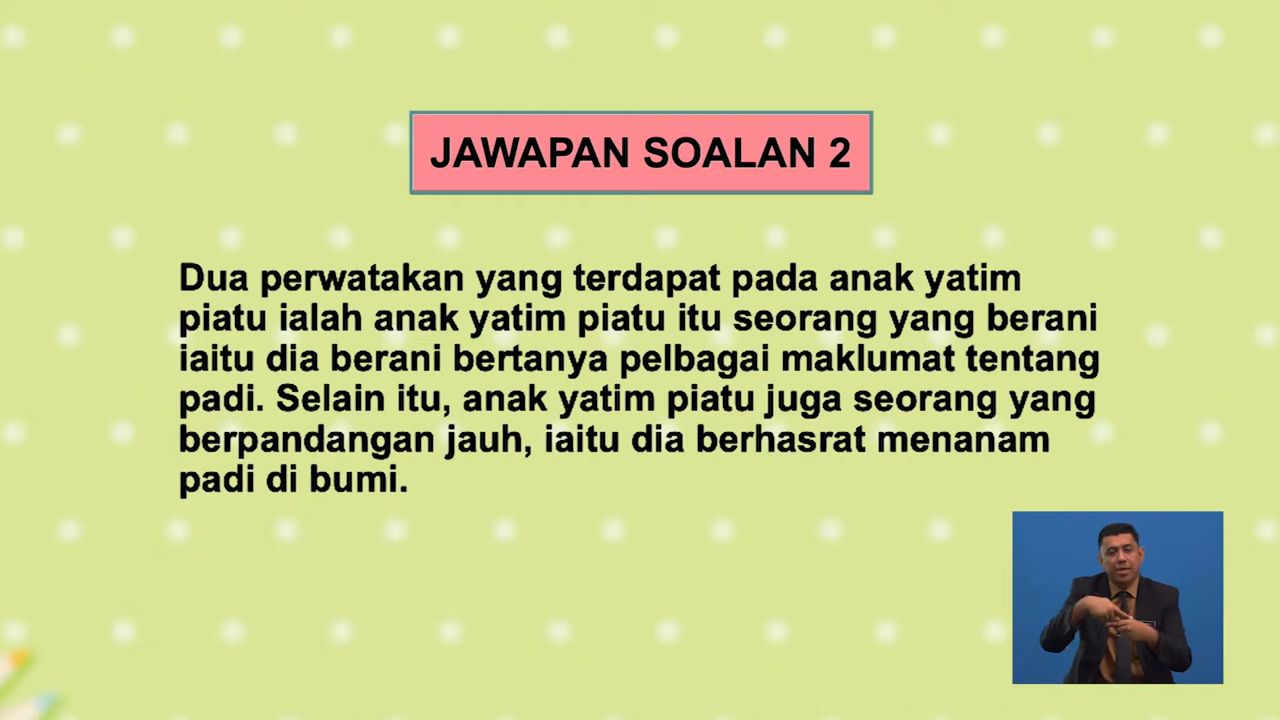 JAWAPAN SOALAN 2
Dua perwatakan yang terdapat pada anak yatim
piatu ialah anak yatim piatu itu seorang yang berani
iaitu dia berani bertanya pelbagai maklumat tentang
padi. Selain itu, anak yatim piatu juga seorang yang
berpandangan jauh, iaitu dia berhasrat menanam
padi di bumi.